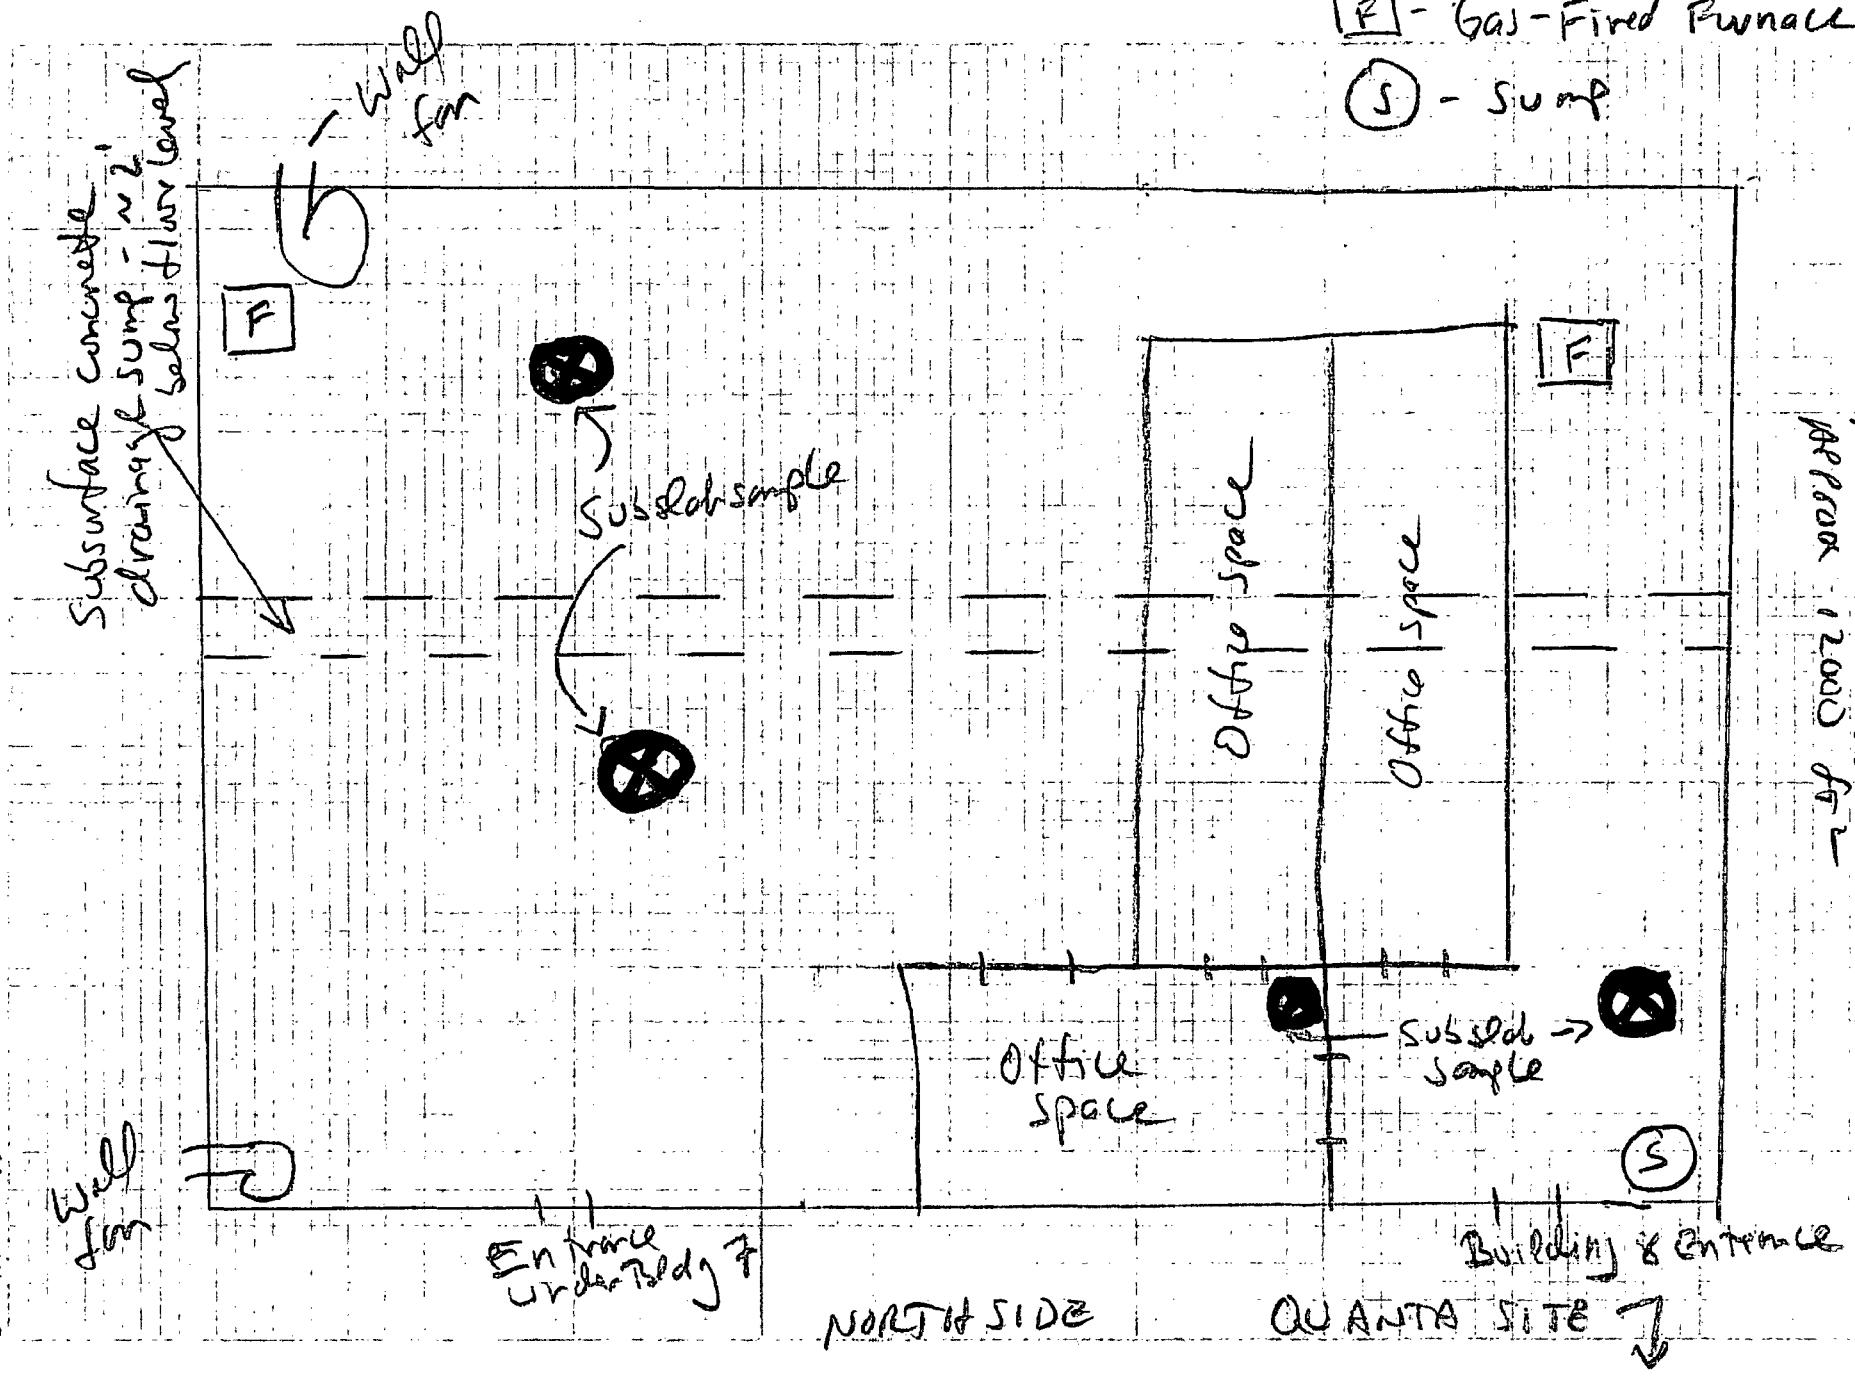 F - Gas-Fired Furnace
S - Sump
Wall
fan
Subsurface concrete
drainage sump - ~ 2'
below floor level
F
F
Subslab sample
Office space
Office space
Approx 12000 ft²
Office
space
Subslab →
sample
S
Wall
fan
Entrance
under Bldg 7
Building 8 Entrance
NORTH SIDE
QUANTA SITE